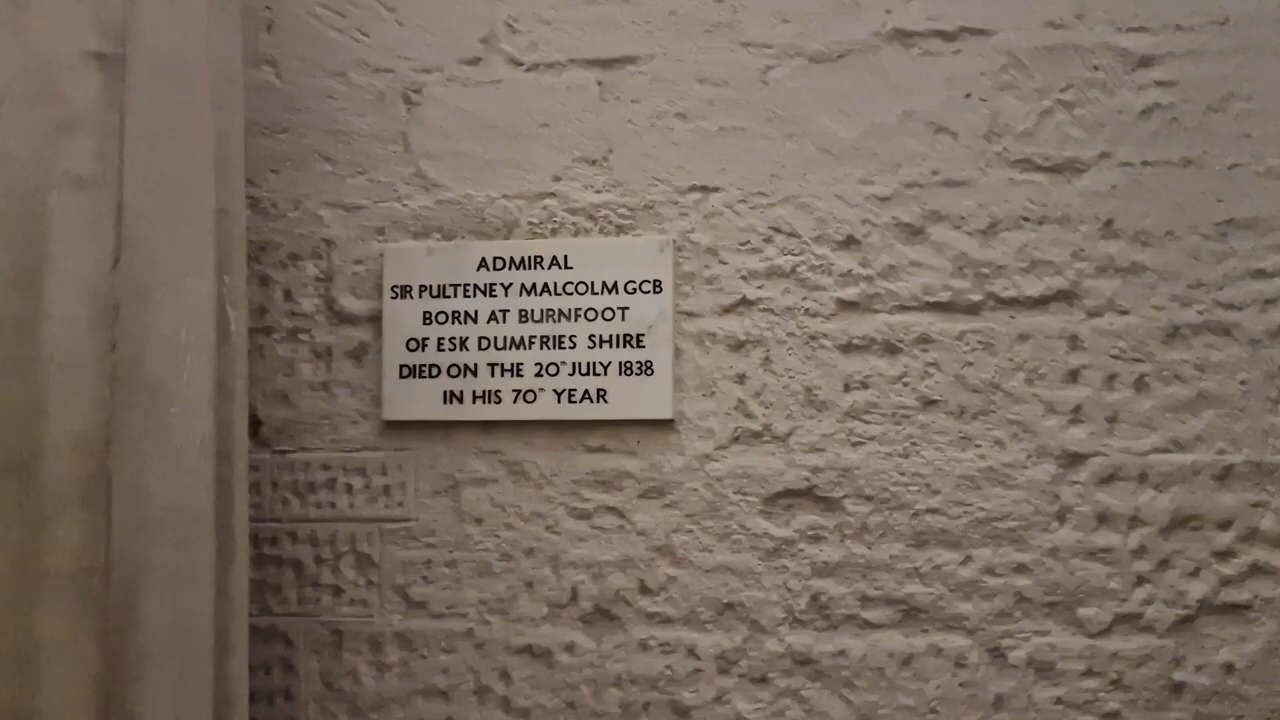 ADMIRAL
SIR PULTENEY MALCOLM GCB
BORN AT BURNFOOT
OF ESK DUMFRIES SHIRE
DIED ON THE 20TH JULY 1838
IN HIS 70TH YEAR